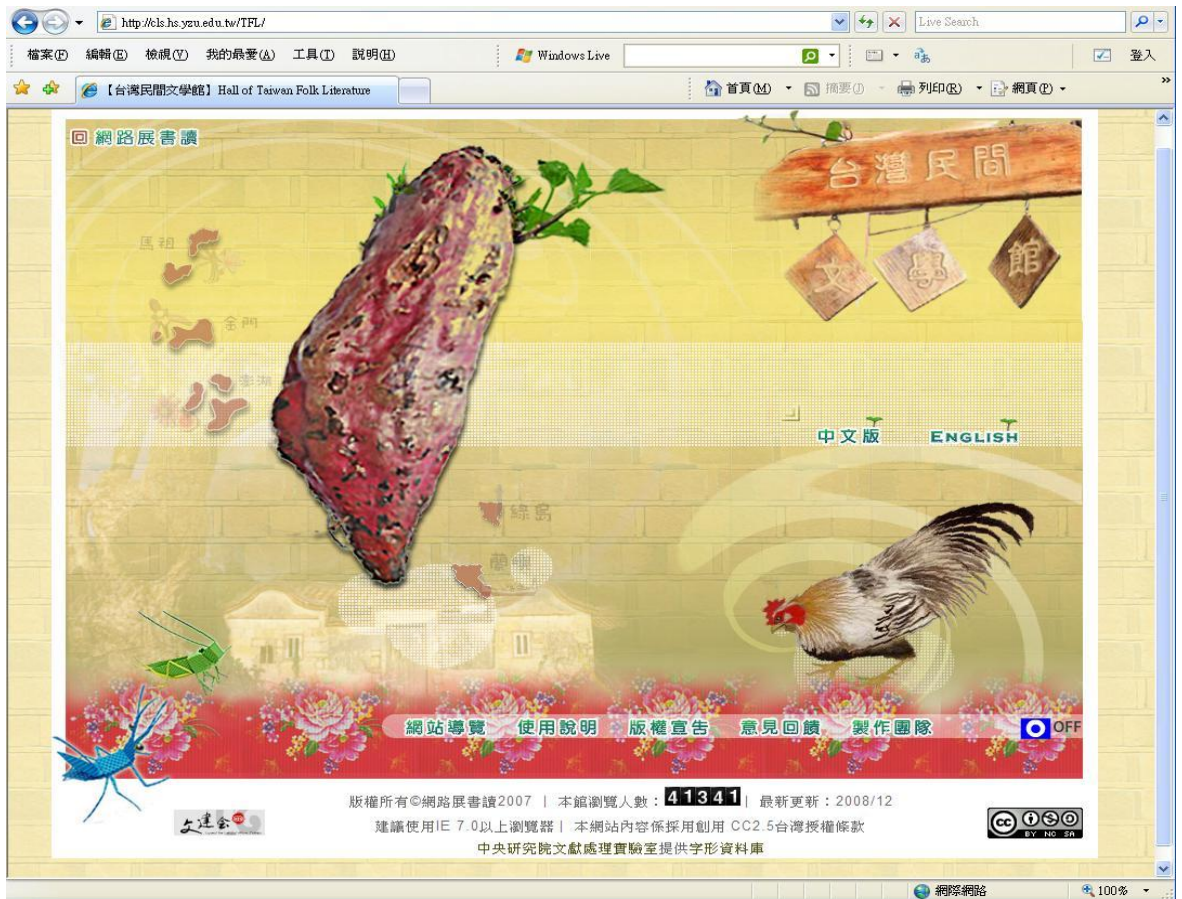 http://cls.hs.yzu.edu.tw/TFL/
Live Search
檔案(F) 編輯(E) 檢視(V) 我的最愛(A) 工具(T) 說明(H)
Windows Live
登入
【台灣民間文學館】Hall of Taiwan Folk Literature
首頁(M) 摘要(J) 列印(R) 網頁(P)
網路展書讀
台灣民間
文學館
馬祖
金門
澎湖
中文版 ENGLISH
綠島
蘭嶼
網站導覽 使用說明 版權宣告 意見回饋 製作團隊
OFF
版權所有©網路展書讀2007 | 本館瀏覽人數：41341 | 最新更新：2008/12
建議使用IE 7.0以上瀏覽器 | 本網站內容係採用創用 CC2.5台灣授權條款
中央研究院文獻處理實驗室提供字形資料庫
文建會
cc
BY NC SA
網際網路
100%